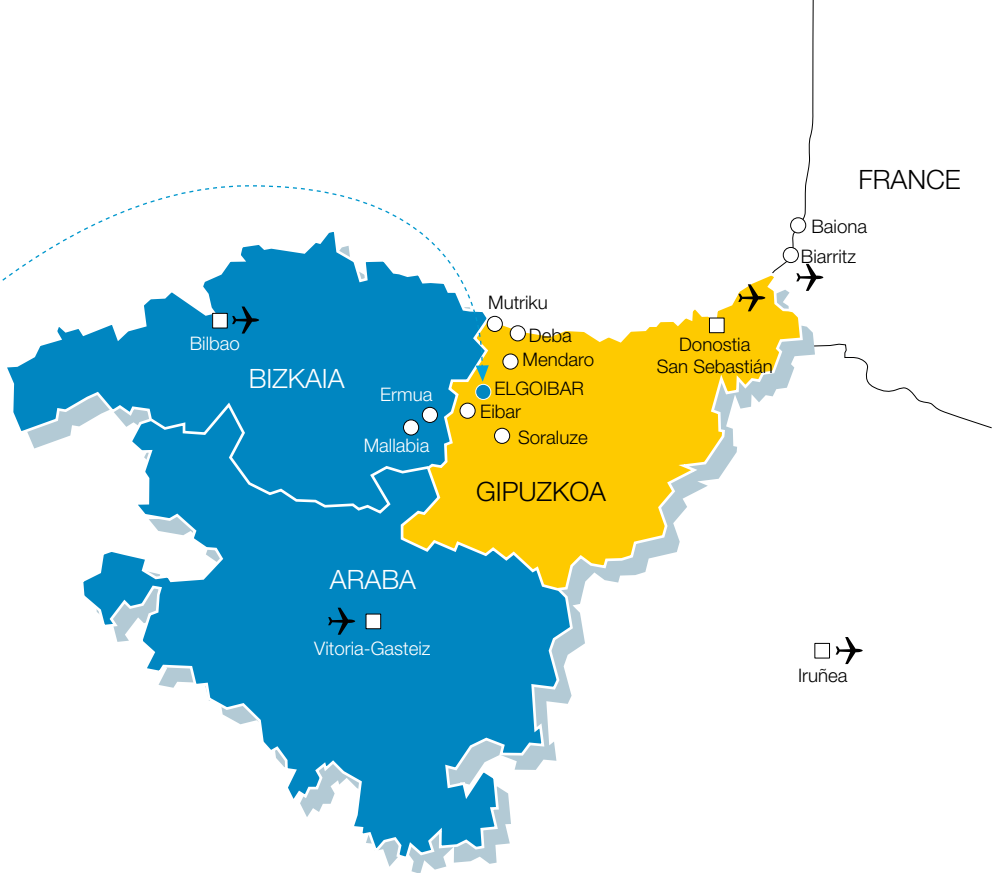 FRANCE
Baiona
Biarritz
Mutriku
Bilbao
Deba
Donostia
San Sebastián
Mendaro
BIZKAIA
ELGOIBAR
Ermua
Eibar
Mallabia
Soraluze
GIPUZKOA
ARABA
Vitoria-Gasteiz
Iruñea